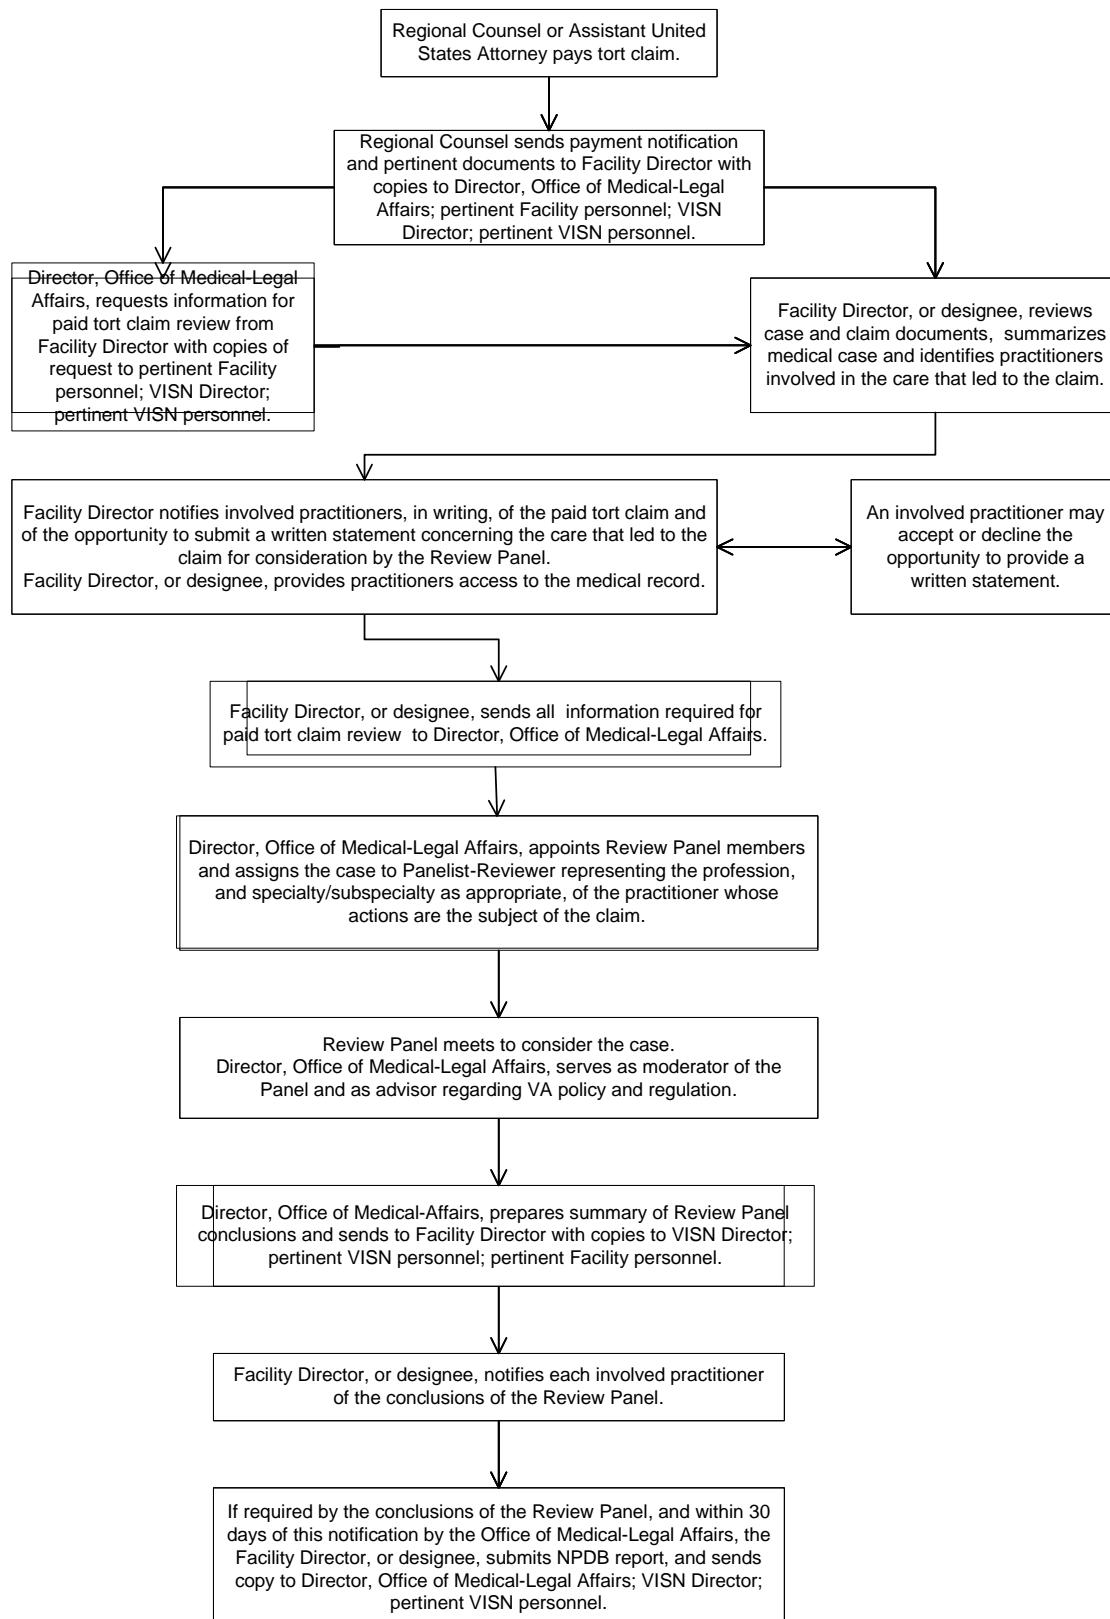 Regional Counsel or Assistant United
States Attorney pays tort claim.
Regional Counsel sends payment notification
and pertinent documents to Facility Director with
copies to Director, Office of Medical-Legal
Affairs; pertinent Facility personnel; VISN
Director; pertinent VISN personnel.
Director, Office of Medical-Legal
Affairs, requests information for
paid tort claim review from
Facility Director with copies of
request to pertinent Facility
personnel; VISN Director;
pertinent VISN personnel.
Facility Director, or designee, reviews
case and claim documents, summarizes
medical case and identifies practitioners
involved in the care that led to the claim.
Facility Director notifies involved practitioners, in writing, of the paid tort claim and
of the opportunity to submit a written statement concerning the care that led to the
claim for consideration by the Review Panel.
Facility Director, or designee, provides practitioners access to the medical record.
An involved practitioner may
accept or decline the
opportunity to provide a
written statement.
Facility Director, or designee, sends all information required for
paid tort claim review to Director, Office of Medical-Legal Affairs.
Director, Office of Medical-Legal Affairs, appoints Review Panel members
and assigns the case to Panelist-Reviewer representing the profession,
and specialty/subspecialty as appropriate, of the practitioner whose
actions are the subject of the claim.
Review Panel meets to consider the case.
Director, Office of Medical-Legal Affairs, serves as moderator of the
Panel and as advisor regarding VA policy and regulation.
Director, Office of Medical-Affairs, prepares summary of Review Panel
conclusions and sends to Facility Director with copies to VISN Director;
pertinent VISN personnel; pertinent Facility personnel.
Facility Director, or designee, notifies each involved practitioner
of the conclusions of the Review Panel.
If required by the conclusions of the Review Panel, and within 30
days of this notification by the Office of Medical-Legal Affairs, the
Facility Director, or designee, submits NPDB report, and sends
copy to Director, Office of Medical-Legal Affairs; VISN Director;
pertinent VISN personnel.